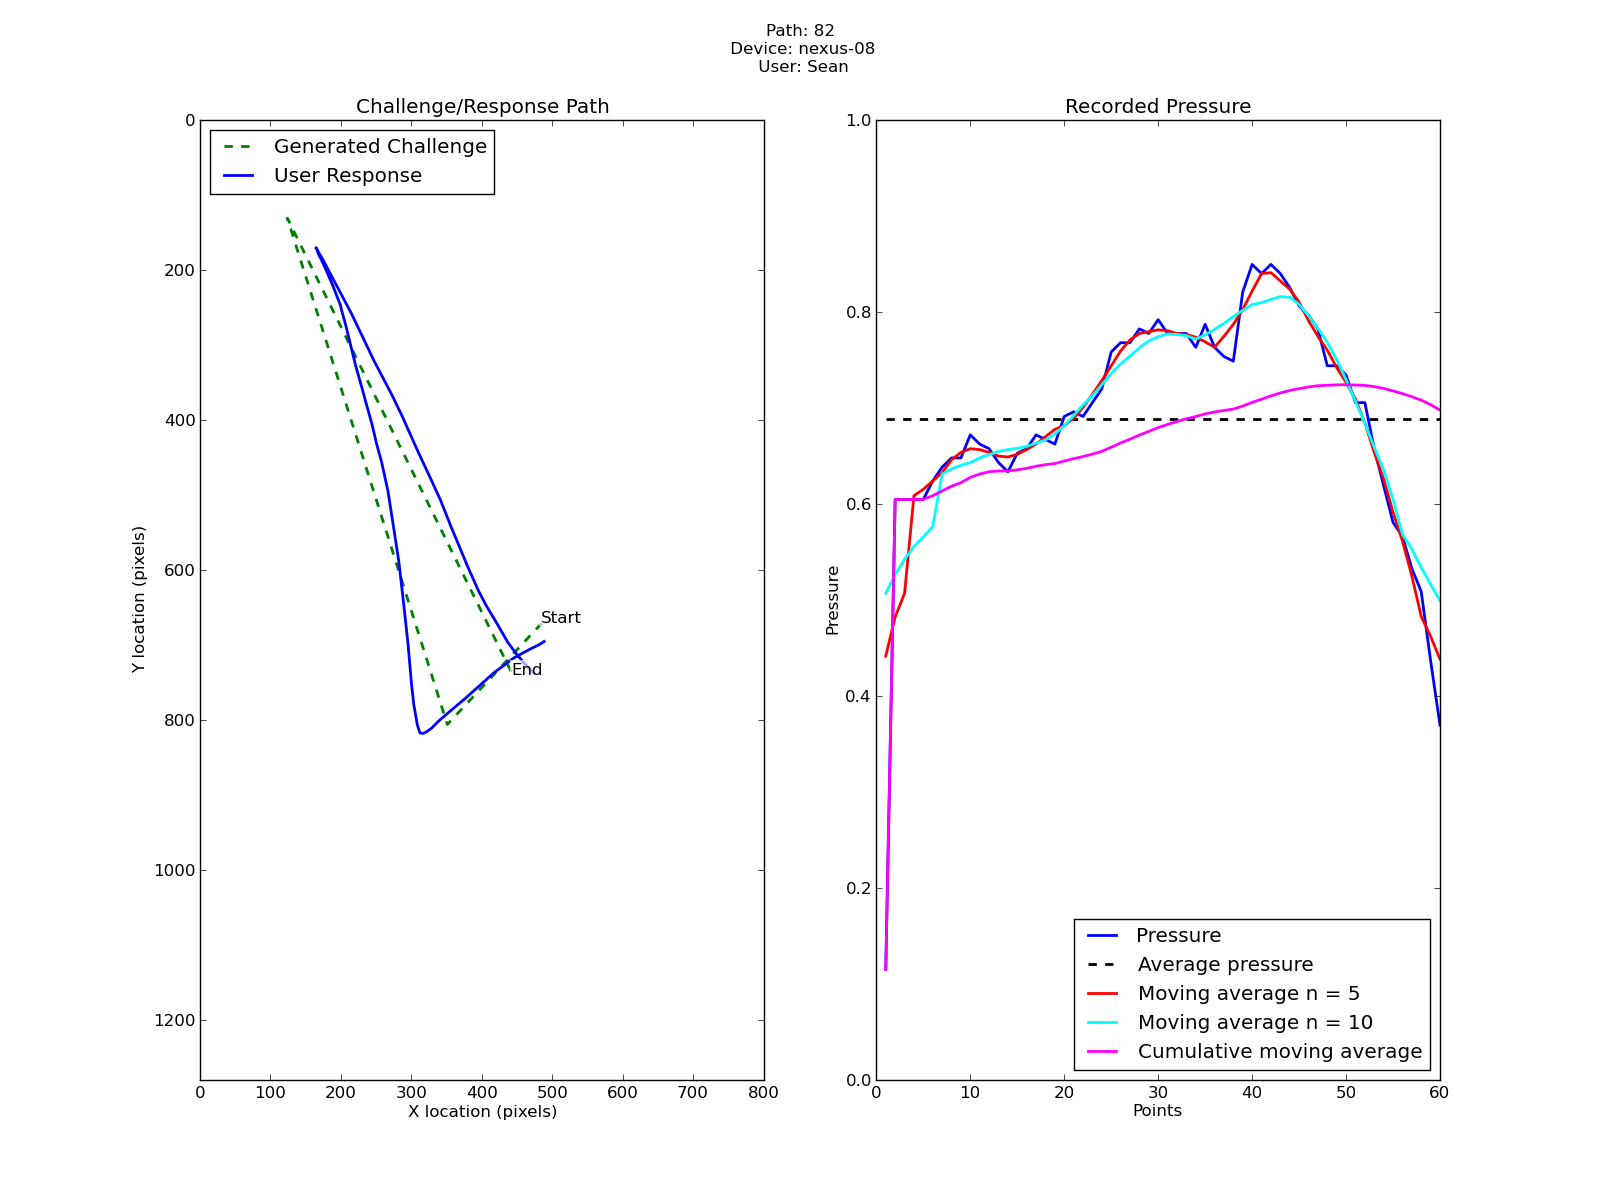 Path: 82
Device: nexus-08
User: Sean
Challenge/Response Path
Generated Challenge
User Response
Start
End
0
200
400
600
800
1000
1200
Y location (pixels)
0 100 200 300 400 500 600 700 800
X location (pixels)
Recorded Pressure
1.0
0.8
0.6
0.4
0.2
0.0
Pressure
Pressure
Average pressure
Moving average n = 5
Moving average n = 10
Cumulative moving average
0 10 20 30 40 50 60
Points